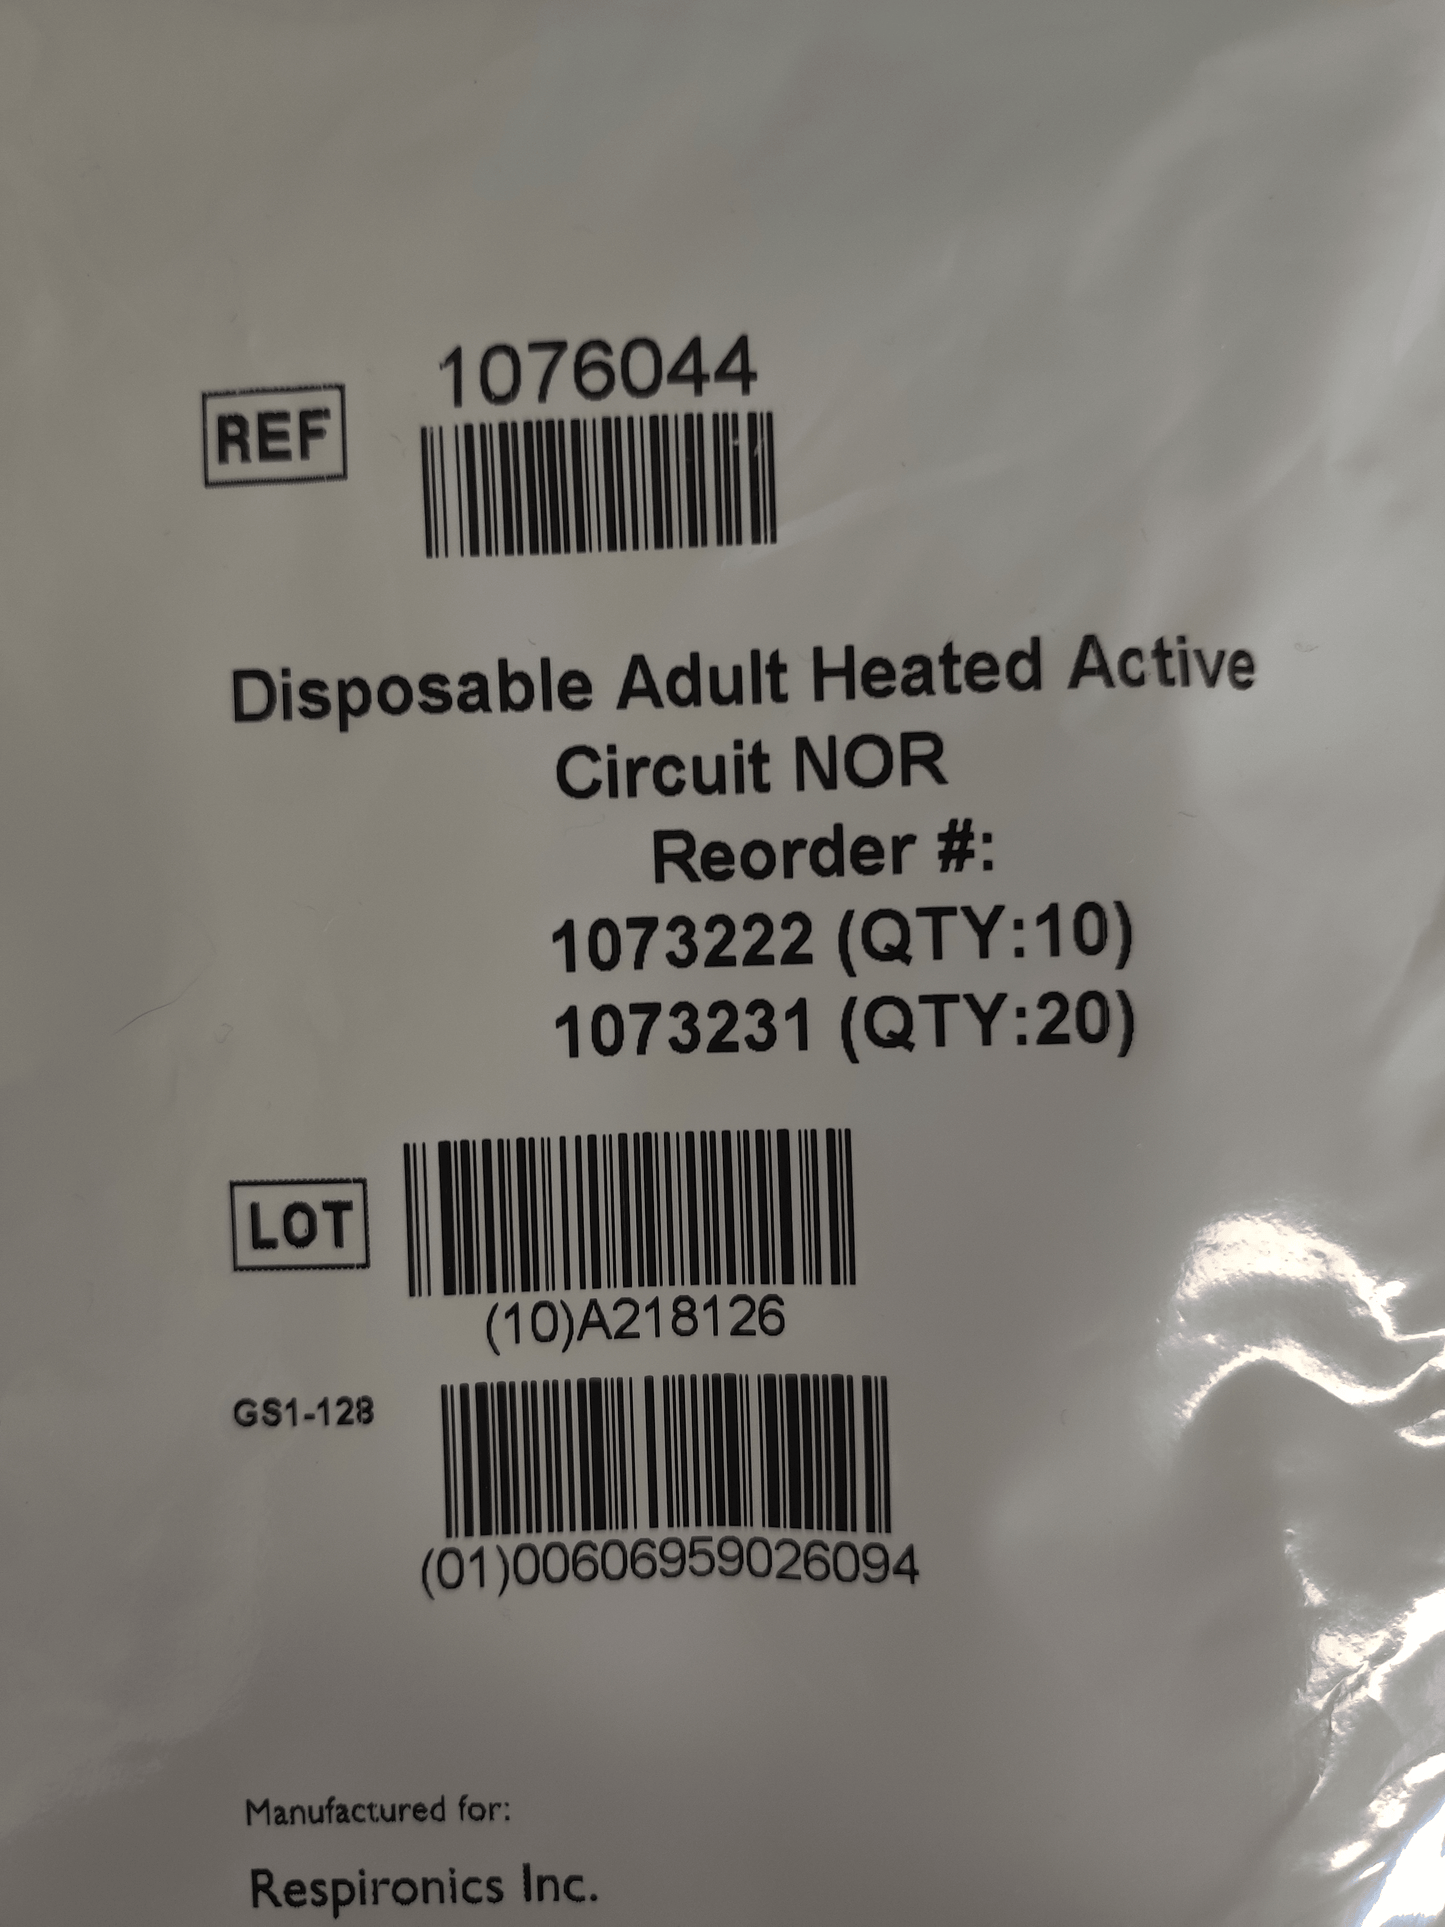 1076044
REF
Disposable Adult Heated Active
Circuit NOR
Reorder #:
1073222 (QTY:10)
1073231 (QTY:20)
LOT
(10)A218126
GS1-128
(01)00606959026094
Manufactured for:
Respironics Inc.